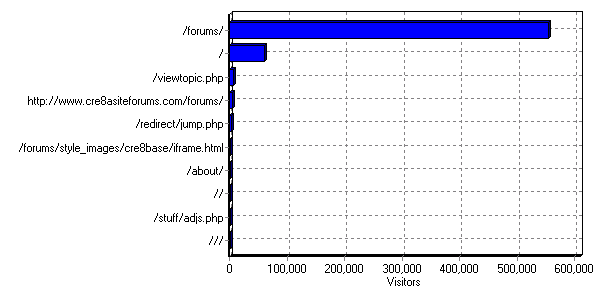 /forums/
/
/viewtopic.php
http://www.cre8asiteforums.com/forums/
/redirect/jump.php
/forums/style_images/cre8base/iframe.html
/about/
//
/stuff/adjs.php
///
0 100,000 200,000 300,000 400,000 500,000 600,000
Visitors